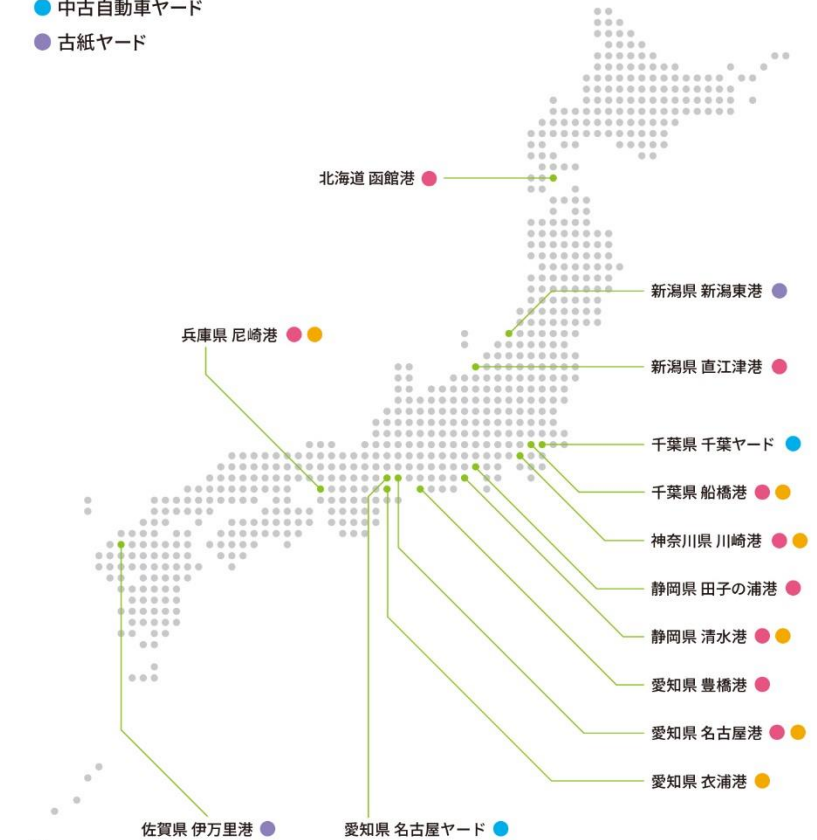 中古自動車ヤード
古紙ヤード
北海道 函館港
新潟県 新潟東港
兵庫県 尼崎港
新潟県 直江津港
千葉県 千葉ヤード
千葉県 船橋港
神奈川県 川崎港
静岡県 田子の浦港
静岡県 清水港
愛知県 豊橋港
愛知県 名古屋港
愛知県 衣浦港
佐賀県 伊万里港
愛知県 名古屋ヤード